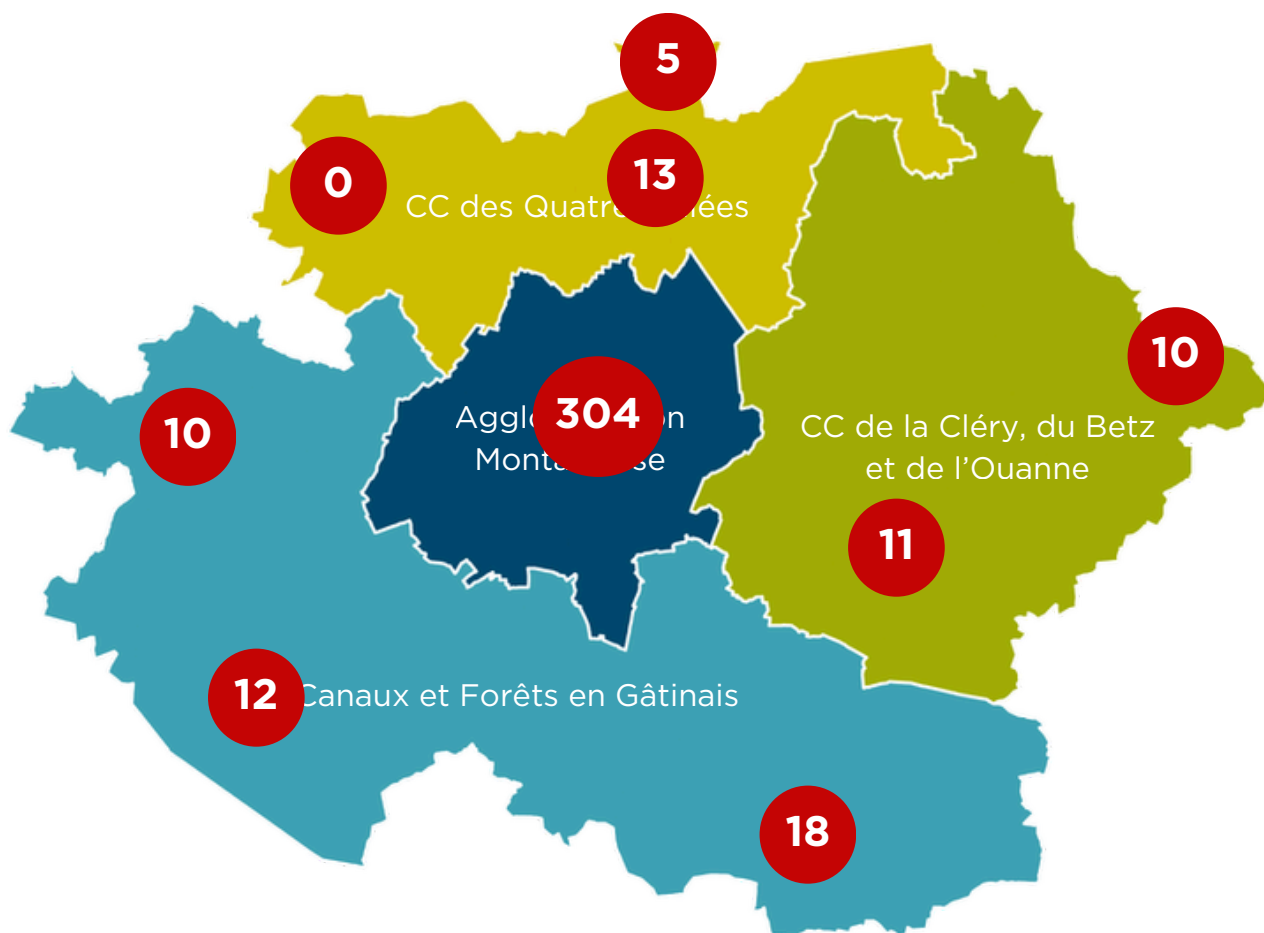 5
0
13
CC des Quatre
10
304
10
CC de la Cléry, du Betz
et de l'Ouanne
11
12
Canaux et Forêts en Gâtinais
18